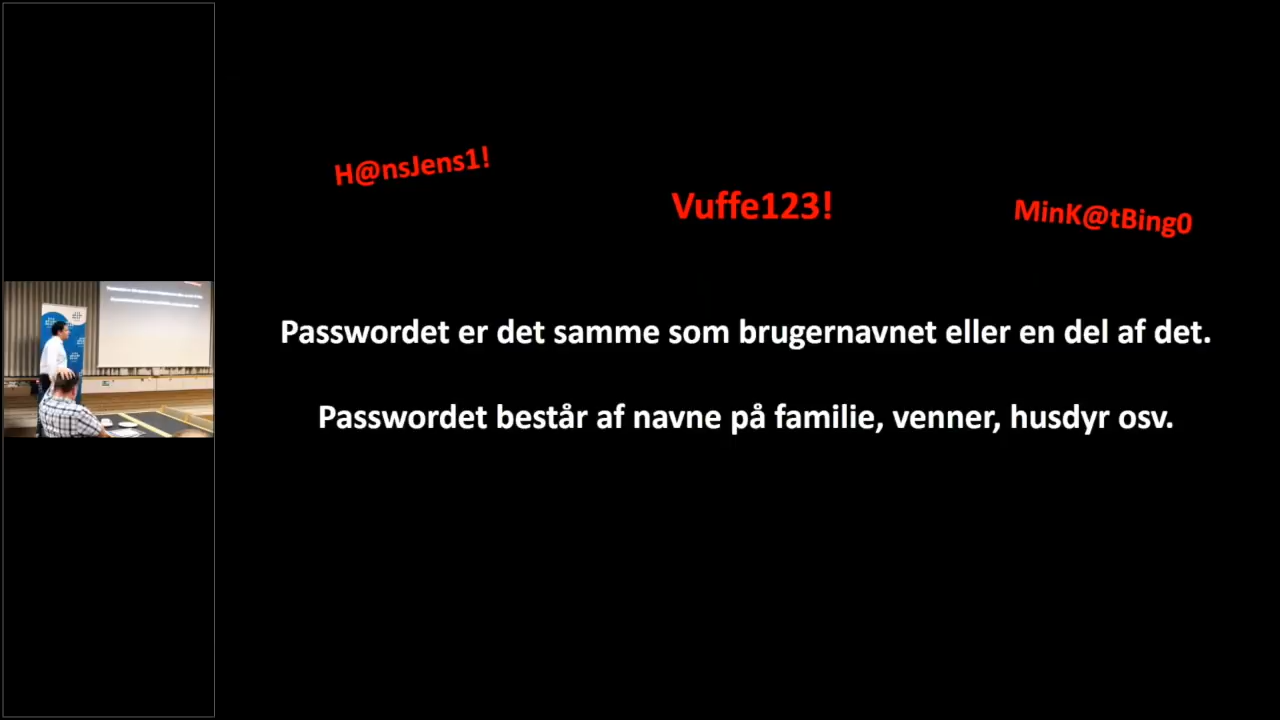 H@nsJens1!
Vuffe123!
MinK@tBing0
Passwordet er det samme som brugernavnet eller en del af det.
Passwordet består af navne på familie, venner, husdyr osv.